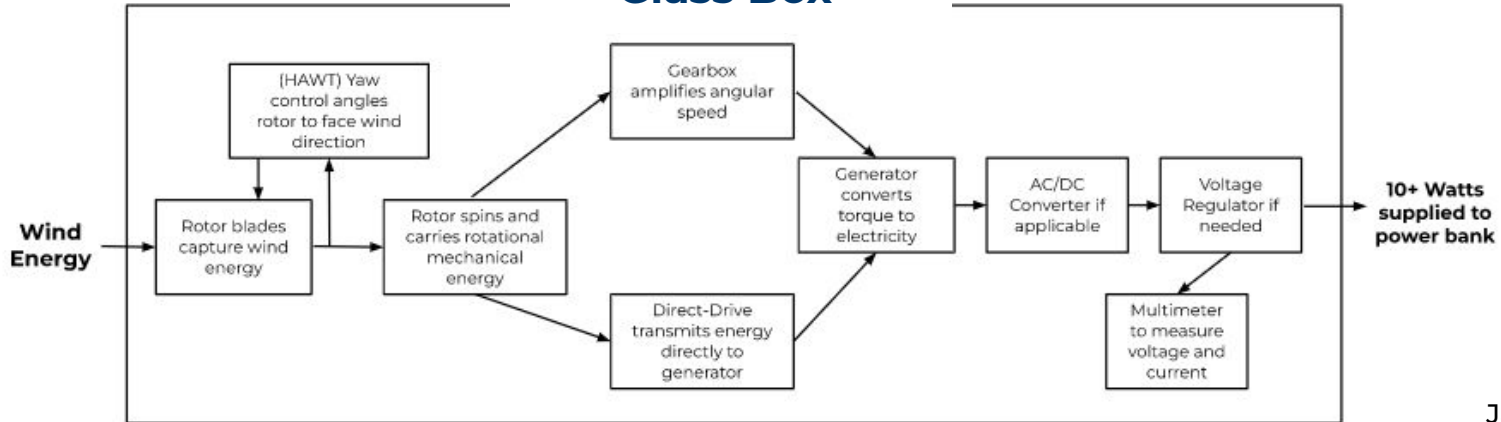 (HAWT) Yaw
control angles
rotor to face wind
direction
Gearbox
amplifies angular
speed
Wind
Energy
Rotor blades
capture wind
energy
Rotor spins and
carries rotational
mechanical
energy
Direct-Drive
transmits energy
directly to
generator
Generator
converts
torque to
electricity
AC/DC
Converter if
applicable
Voltage
Regulator if
needed
Multimeter
to measure
voltage and
current
10+ Watts
supplied to
power bank
J